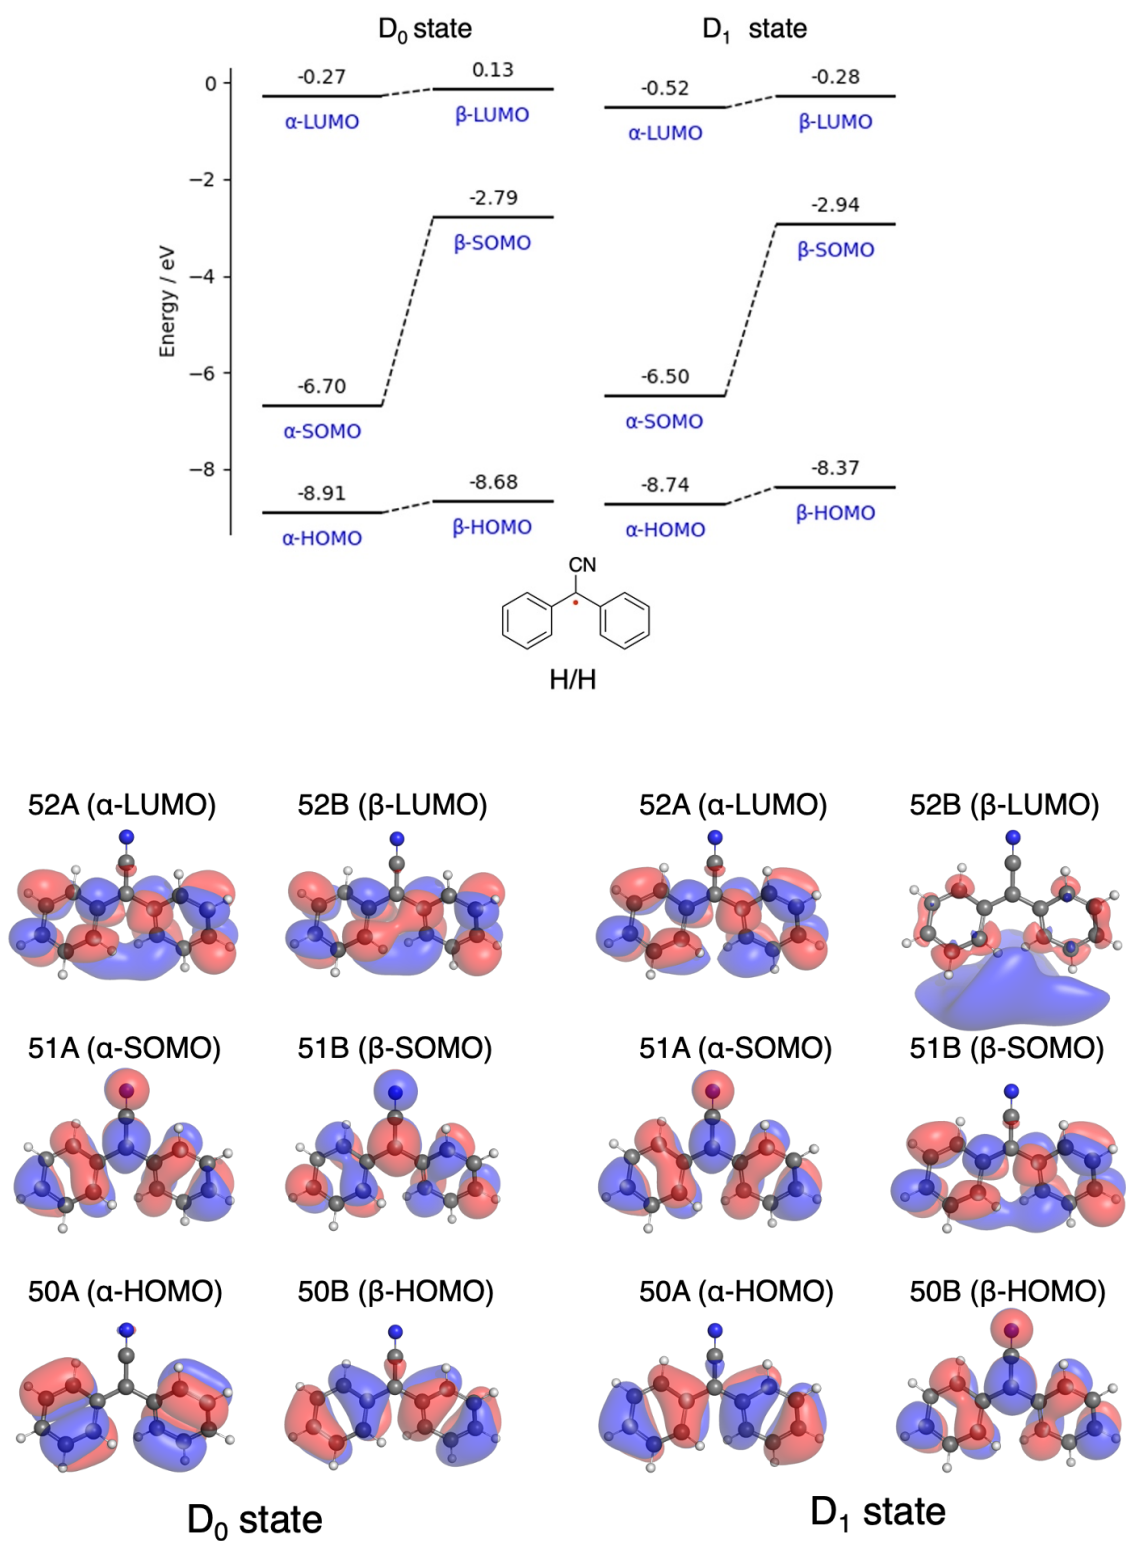 D₀ state D₁ state
0
−2
−4
−6
−8
Energy / eV
-0.27 0.13 -0.52 -0.28
α-LUMO β-LUMO α-LUMO β-LUMO
-2.79 -2.94
β-SOMO β-SOMO
-6.70 -6.50
α-SOMO α-SOMO
-8.91 -8.68 -8.74 -8.37
α-HOMO β-HOMO α-HOMO β-HOMO
CN
H/H
52A (α-LUMO) 52B (β-LUMO) 52A (α-LUMO) 52B (β-LUMO)
51A (α-SOMO) 51B (β-SOMO) 51A (α-SOMO) 51B (β-SOMO)
50A (α-HOMO) 50B (β-HOMO) 50A (α-HOMO) 50B (β-HOMO)
D₀ state D₁ state